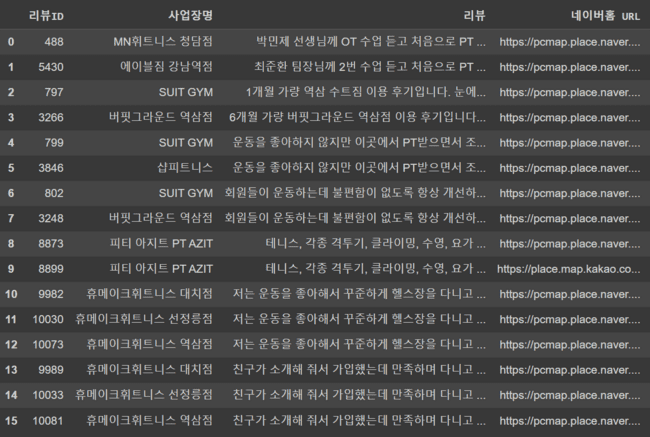 리뷰ID 사업장명 리뷰 네이버홈 URL
0 488 MN휘트니스 청담점 박민제 선생님께 OT 수업 듣고 처음으로 PT ... https://pcmap.place.naver....
1 5430 에이블짐 강남역점 최준환 팀장님께 2번 수업 듣고 처음으로 PT ... https://pcmap.place.naver....
2 797 SUIT GYM 1개월 가량 역삼 수트짐 이용 후기입니다. 눈에... https://pcmap.place.naver....
3 3266 버핏그라운드 역삼점 6개월 가량 버핏그라운드 역삼점 이용 후기입니다... https://pcmap.place.naver....
4 799 SUIT GYM 운동을 좋아하지 않지만 이곳에서 PT받으면서 조... https://pcmap.place.naver....
5 3846 샵피트니스 운동을 좋아하지 않지만 이곳에서 PT받으면서 조... https://pcmap.place.naver....
6 802 SUIT GYM 회원들이 운동하는데 불편함이 없도록 항상 개선하... https://pcmap.place.naver....
7 3248 버핏그라운드 역삼점 회원들이 운동하는데 불편함이 없도록 항상 개선하... https://pcmap.place.naver....
8 8873 피티 아지트 PT AZIT 테니스, 각종 격투기, 클라이밍, 수영, 요가 ... https://pcmap.place.naver....
9 8899 피티 아지트 PT AZIT 테니스, 각종 격투기, 클라이밍, 수영, 요가 ... https://place.map.kakao.co...
10 9982 휴메이크휘트니스 대치점 저는 운동을 좋아해서 꾸준하게 헬스장을 다니고 ... https://pcmap.place.naver....
11 10030 휴메이크휘트니스 선정릉점 저는 운동을 좋아해서 꾸준하게 헬스장을 다니고 ... https://pcmap.place.naver....
12 10073 휴메이크휘트니스 역삼점 저는 운동을 좋아해서 꾸준하게 헬스장을 다니고 ... https://pcmap.place.naver....
13 9989 휴메이크휘트니스 대치점 친구가 소개해 줘서 가입했는데 만족하며 다니고 ... https://pcmap.place.naver....
14 10033 휴메이크휘트니스 선정릉점 친구가 소개해 줘서 가입했는데 만족하며 다니고 ... https://pcmap.place.naver....
15 10081 휴메이크휘트니스 역삼점 친구가 소개해 줘서 가입했는데 만족하며 다니고 ... https://pcmap.place.naver....